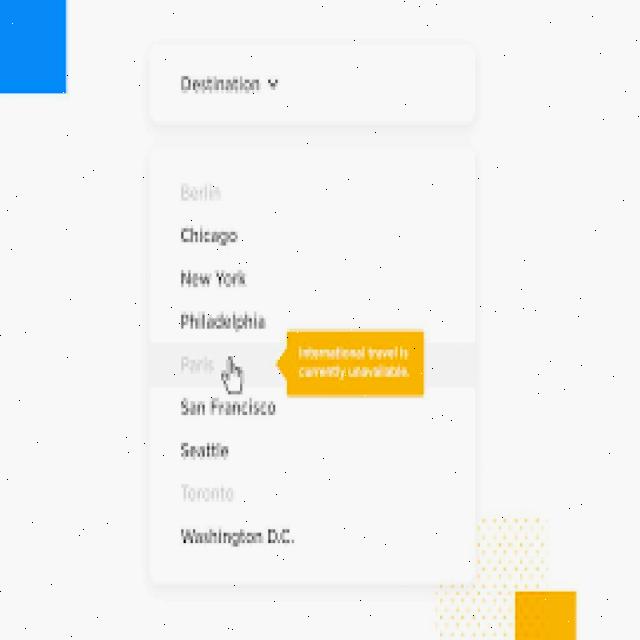 Destination
Berlin
Chicago
New York
Philadelphia
Paris
International travel is
currently unavailable.
San Francisco
Seattle
Toronto
Washington D.C.